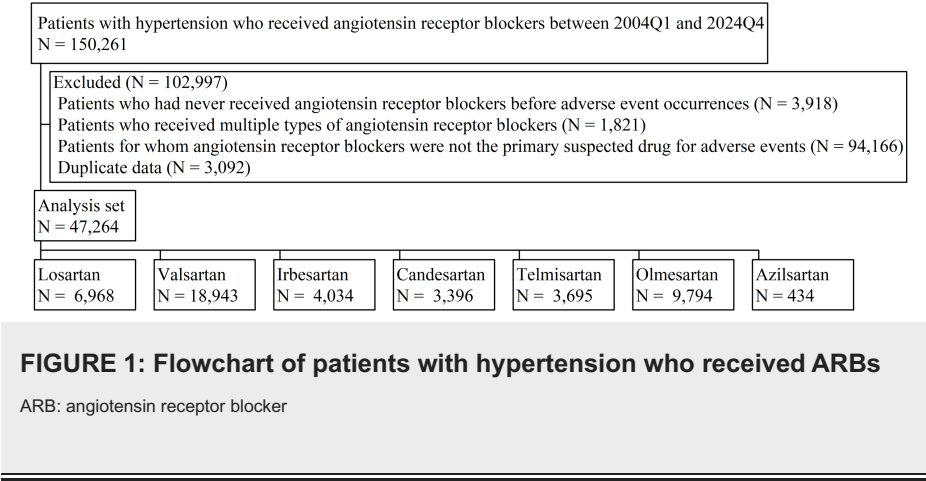 Patients with hypertension who received angiotensin receptor blockers between 2004Q1 and 2024Q4
N = 150,261
Excluded (N = 102,997)
Patients who had never received angiotensin receptor blockers before adverse event occurrences (N = 3,918)
Patients who received multiple types of angiotensin receptor blockers (N = 1,821)
Patients for whom angiotensin receptor blockers were not the primary suspected drug for adverse events (N = 94,166)
Duplicate data (N = 3,092)
Analysis set
N = 47,264
Losartan
N = 6,968
Valsartan
N = 18,943
Irbesartan
N = 4,034
Candesartan
N = 3,396
Telmisartan
N = 3,695
Olmesartan
N = 9,794
Azilsartan
N = 434
FIGURE 1: Flowchart of patients with hypertension who received ARBs
ARB: angiotensin receptor blocker